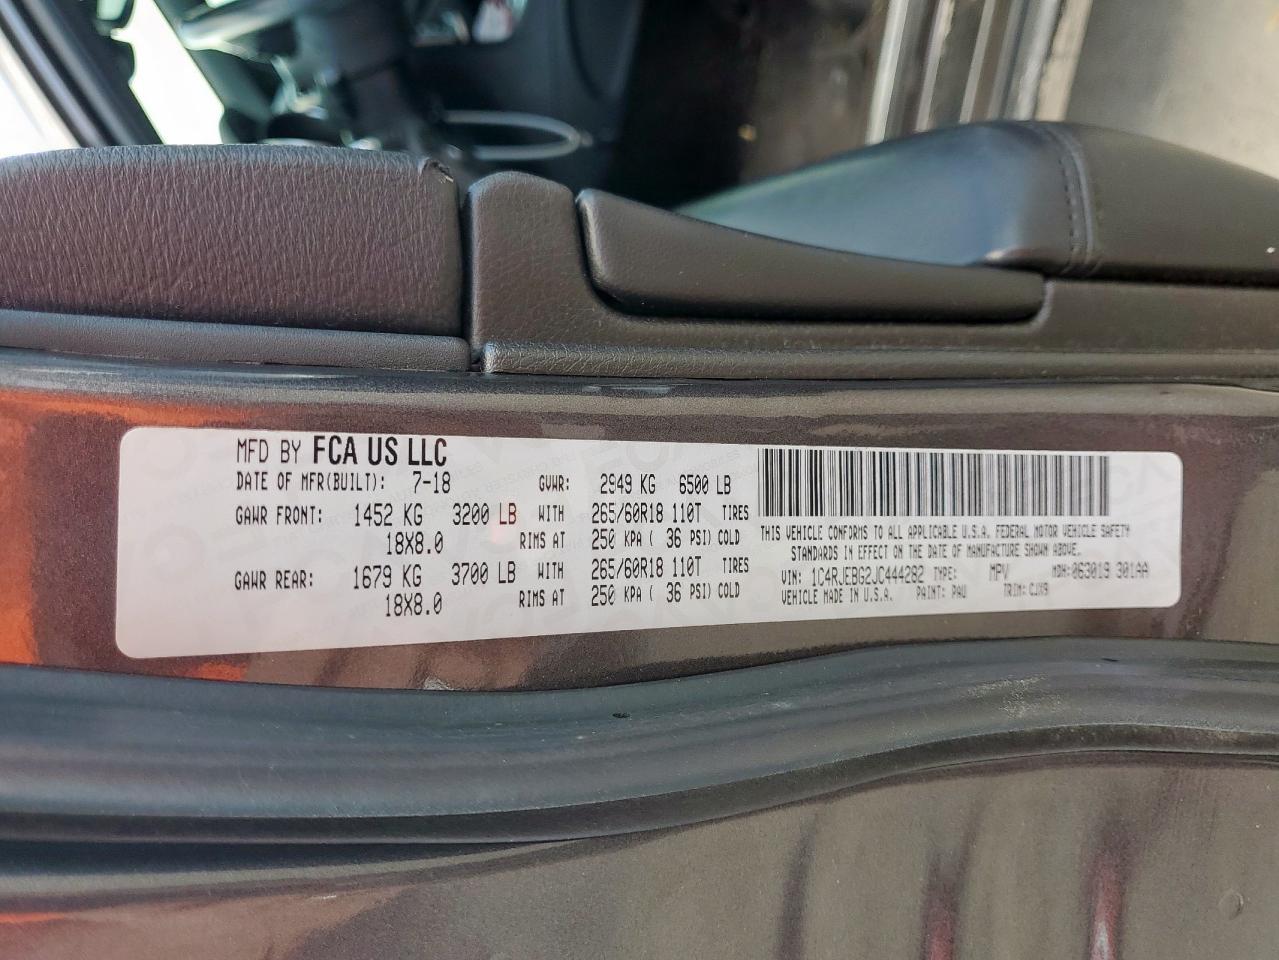 MFD BY FCA US LLC
DATE OF MFR(BUILT): 7-18 GVWR: 2949 KG 6500 LB
GAWR FRONT: 1452 KG 3200 LB WITH 265/60R18 110T TIRES
18X8.0 RIMS AT 250 KPA ( 36 PSI) COLD
GAWR REAR: 1679 KG 3700 LB WITH 265/60R18 110T TIRES
18X8.0 RIMS AT 250 KPA ( 36 PSI) COLD
THIS VEHICLE CONFORMS TO ALL APPLICABLE U.S.A. FEDERAL MOTOR VEHICLE SAFETY
STANDARDS IN EFFECT ON THE DATE OF MANUFACTURE SHOWN ABOVE.
VIN: 1C4RJEBG2JC444282 TYPE: MPV MDH: 063019 301AA
VEHICLE MADE IN U.S.A. PAINT: PAU TRIM: CJX9